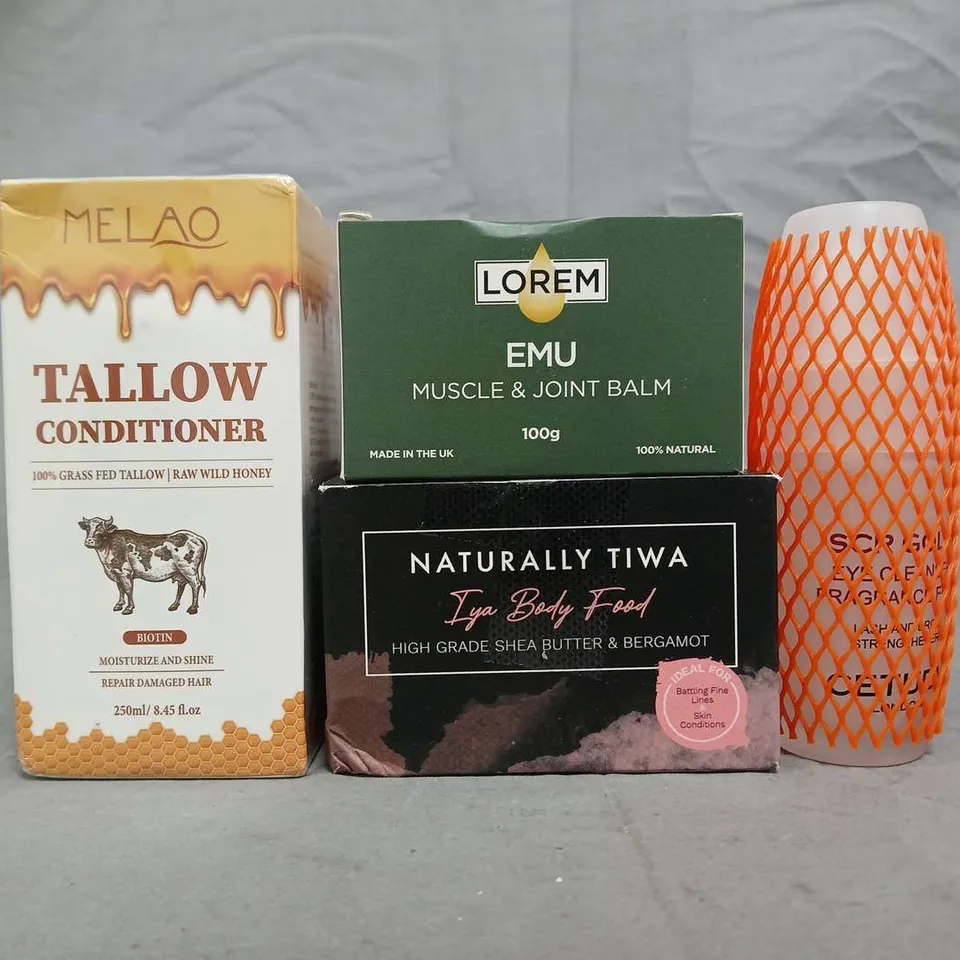 MELAO
TALLOW
CONDITIONER
100% GRASS FED TALLOW | RAW WILD HONEY
BIOTIN
MOISTURIZE AND SHINE
REPAIR DAMAGED HAIR
250ml/ 8.45 fl.oz
LOREM
EMU
MUSCLE & JOINT BALM
100g
MADE IN THE UK
100% NATURAL
NATURALLY TIWA
Iya Body Food
HIGH GRADE SHEA BUTTER & BERGAMOT
IDEAL FOR
Battling Fine
Lines
&
Skin
Conditions
EYE